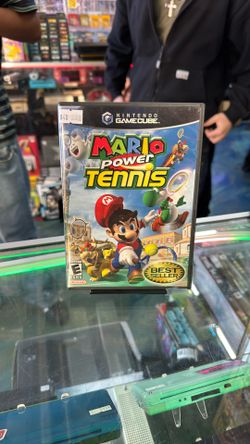 NINTENDO
GAMECUBE
MARIO
POWER
TENNIS
BEST
SELLER
E